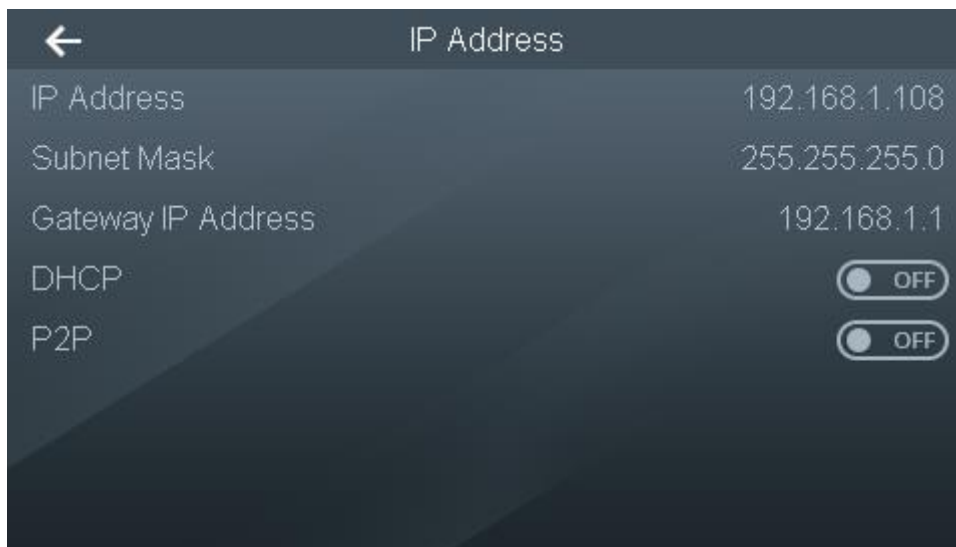 IP Address
IP Address 192.168.1.108
Subnet Mask 255.255.255.0
Gateway IP Address 192.168.1.1
DHCP OFF
P2P OFF